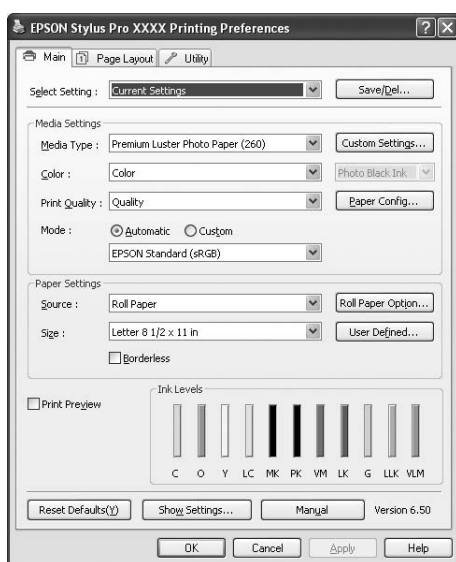 EPSON Stylus Pro XXXX Printing Preferences
Main Page Layout Utility
Select Setting : Current Settings Save/Del...
Media Settings
Media Type : Premium Luster Photo Paper (260) Custom Settings...
Color : Color Photo Black Ink
Print Quality : Quality Paper Config...
Mode : Automatic Custom
EPSON Standard (sRGB)
Paper Settings
Source : Roll Paper Roll Paper Option...
Size : Letter 8 1/2 x 11 in User Defined...
Borderless
Print Preview
Ink Levels
C O Y LC MK PK VM LK G LLK VLM
Reset Defaults(Y) Show Settings... Manual Version 6.50
OK Cancel Apply Help